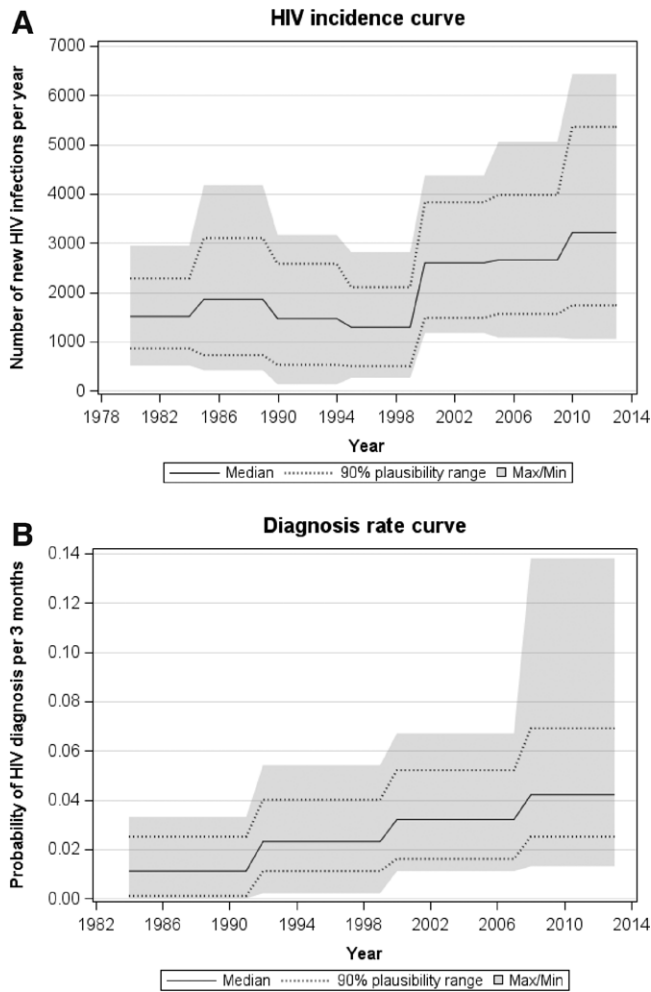 A
HIV incidence curve
Number of new HIV infections per year
7000
6000
5000
4000
3000
2000
1000
0
1978 1982 1986 1990 1994 1998 2002 2006 2010 2014
Year
Median 90% plausibility range Max/Min
B
Diagnosis rate curve
Probability of HIV diagnosis per 3 months
0.14
0.12
0.10
0.08
0.06
0.04
0.02
0.00
1982 1986 1990 1994 1998 2002 2006 2010 2014
Year
Median 90% plausibility range Max/Min